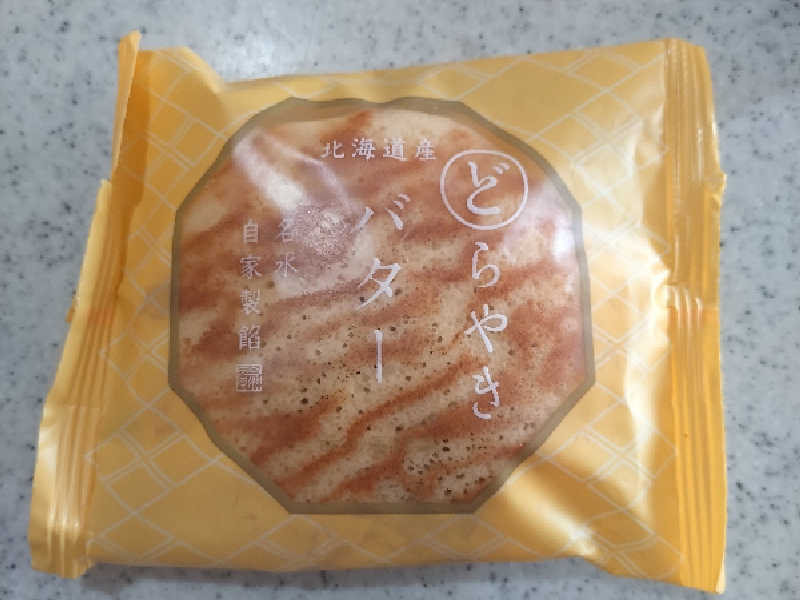 どらやき
北海道産
バター
名水
自家製餡